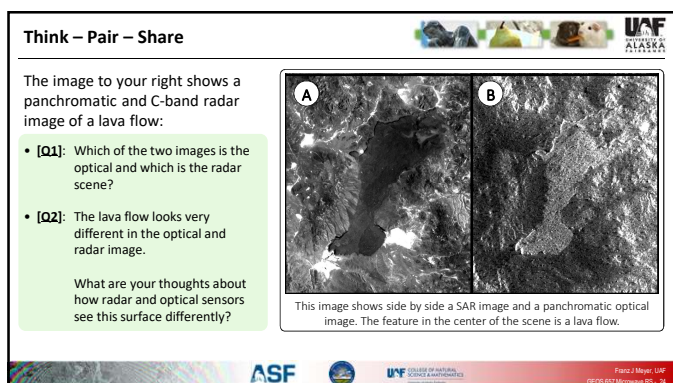 Think – Pair – Share
UAF
UNIVERSITY OF
ALASKA
FAIRBANKS
The image to your right shows a
panchromatic and C-band radar
image of a lava flow:
• [Q1]: Which of the two images is the
optical and which is the radar
scene?
• [Q2]: The lava flow looks very
different in the optical and
radar image.
What are your thoughts about
how radar and optical sensors
see this surface differently?
A
B
This image shows side by side a SAR image and a panchromatic optical
image. The feature in the center of the scene is a lava flow.
ASF
UAF COLLEGE OF NATURAL
SCIENCE & MATHEMATICS
Franz J Meyer, UAF
GEOS 657 Microwave RS - 24